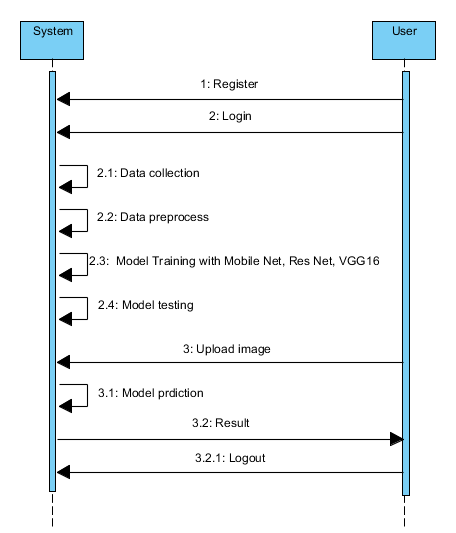 System
User
1: Register
2: Login
2.1: Data collection
2.2: Data preprocess
2.3: Model Training with Mobile Net, Res Net, VGG16
2.4: Model testing
3: Upload image
3.1: Model prdiction
3.2: Result
3.2.1: Logout